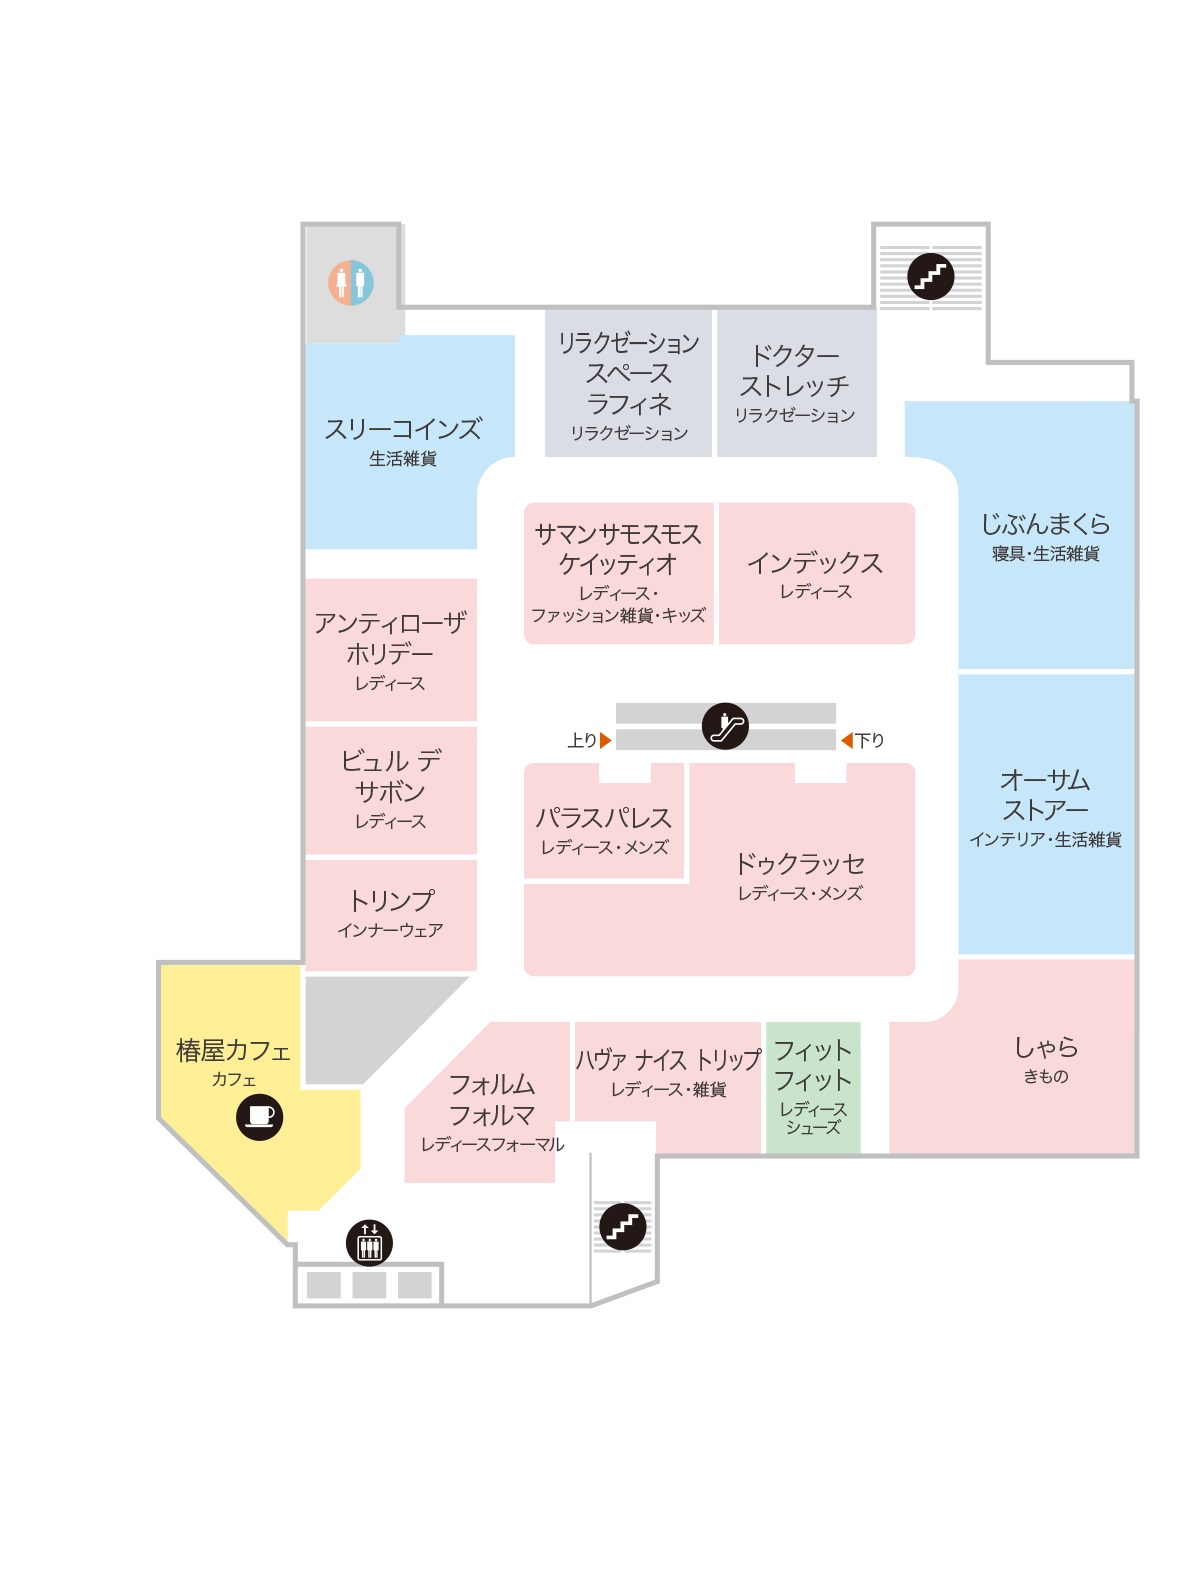 リラクゼーション
スペース
ラフィネ
リラクゼーション
ドクター
ストレッチ
リラクゼーション
スリーコインズ
生活雑貨
じぶんまくら
寝具・生活雑貨
サマンサモスモス
ケイッティオ
レディース・
ファッション雑貨・キッズ
インデックス
レディース
アンティローザ
ホリデー
レディース
上り
下り
ビュル デ
サボン
レディース
オーサム
ストアー
インテリア・生活雑貨
パラスパレス
レディース・メンズ
ドゥクラッセ
レディース・メンズ
トリンプ
インナーウェア
椿屋カフェ
カフェ
フォルム
フォルマ
レディースフォーマル
ハヴァ ナイス トリップ
レディース・雑貨
フィット
フィット
レディース
シューズ
しゃら
きもの